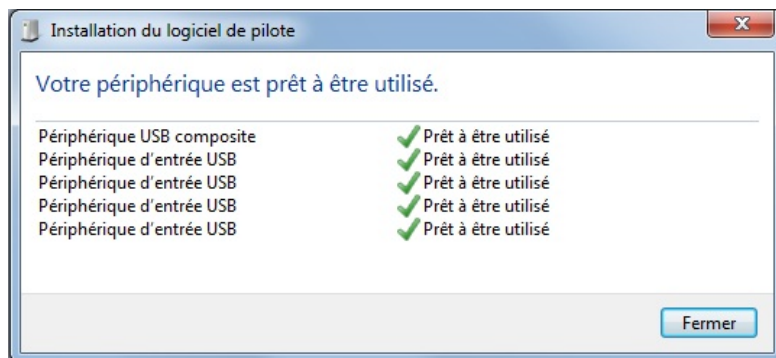 Installation du logiciel de pilote
Votre périphérique est prêt à être utilisé.
Périphérique USB composite Prêt à être utilisé
Périphérique d'entrée USB Prêt à être utilisé
Périphérique d'entrée USB Prêt à être utilisé
Périphérique d'entrée USB Prêt à être utilisé
Périphérique d'entrée USB Prêt à être utilisé
Fermer